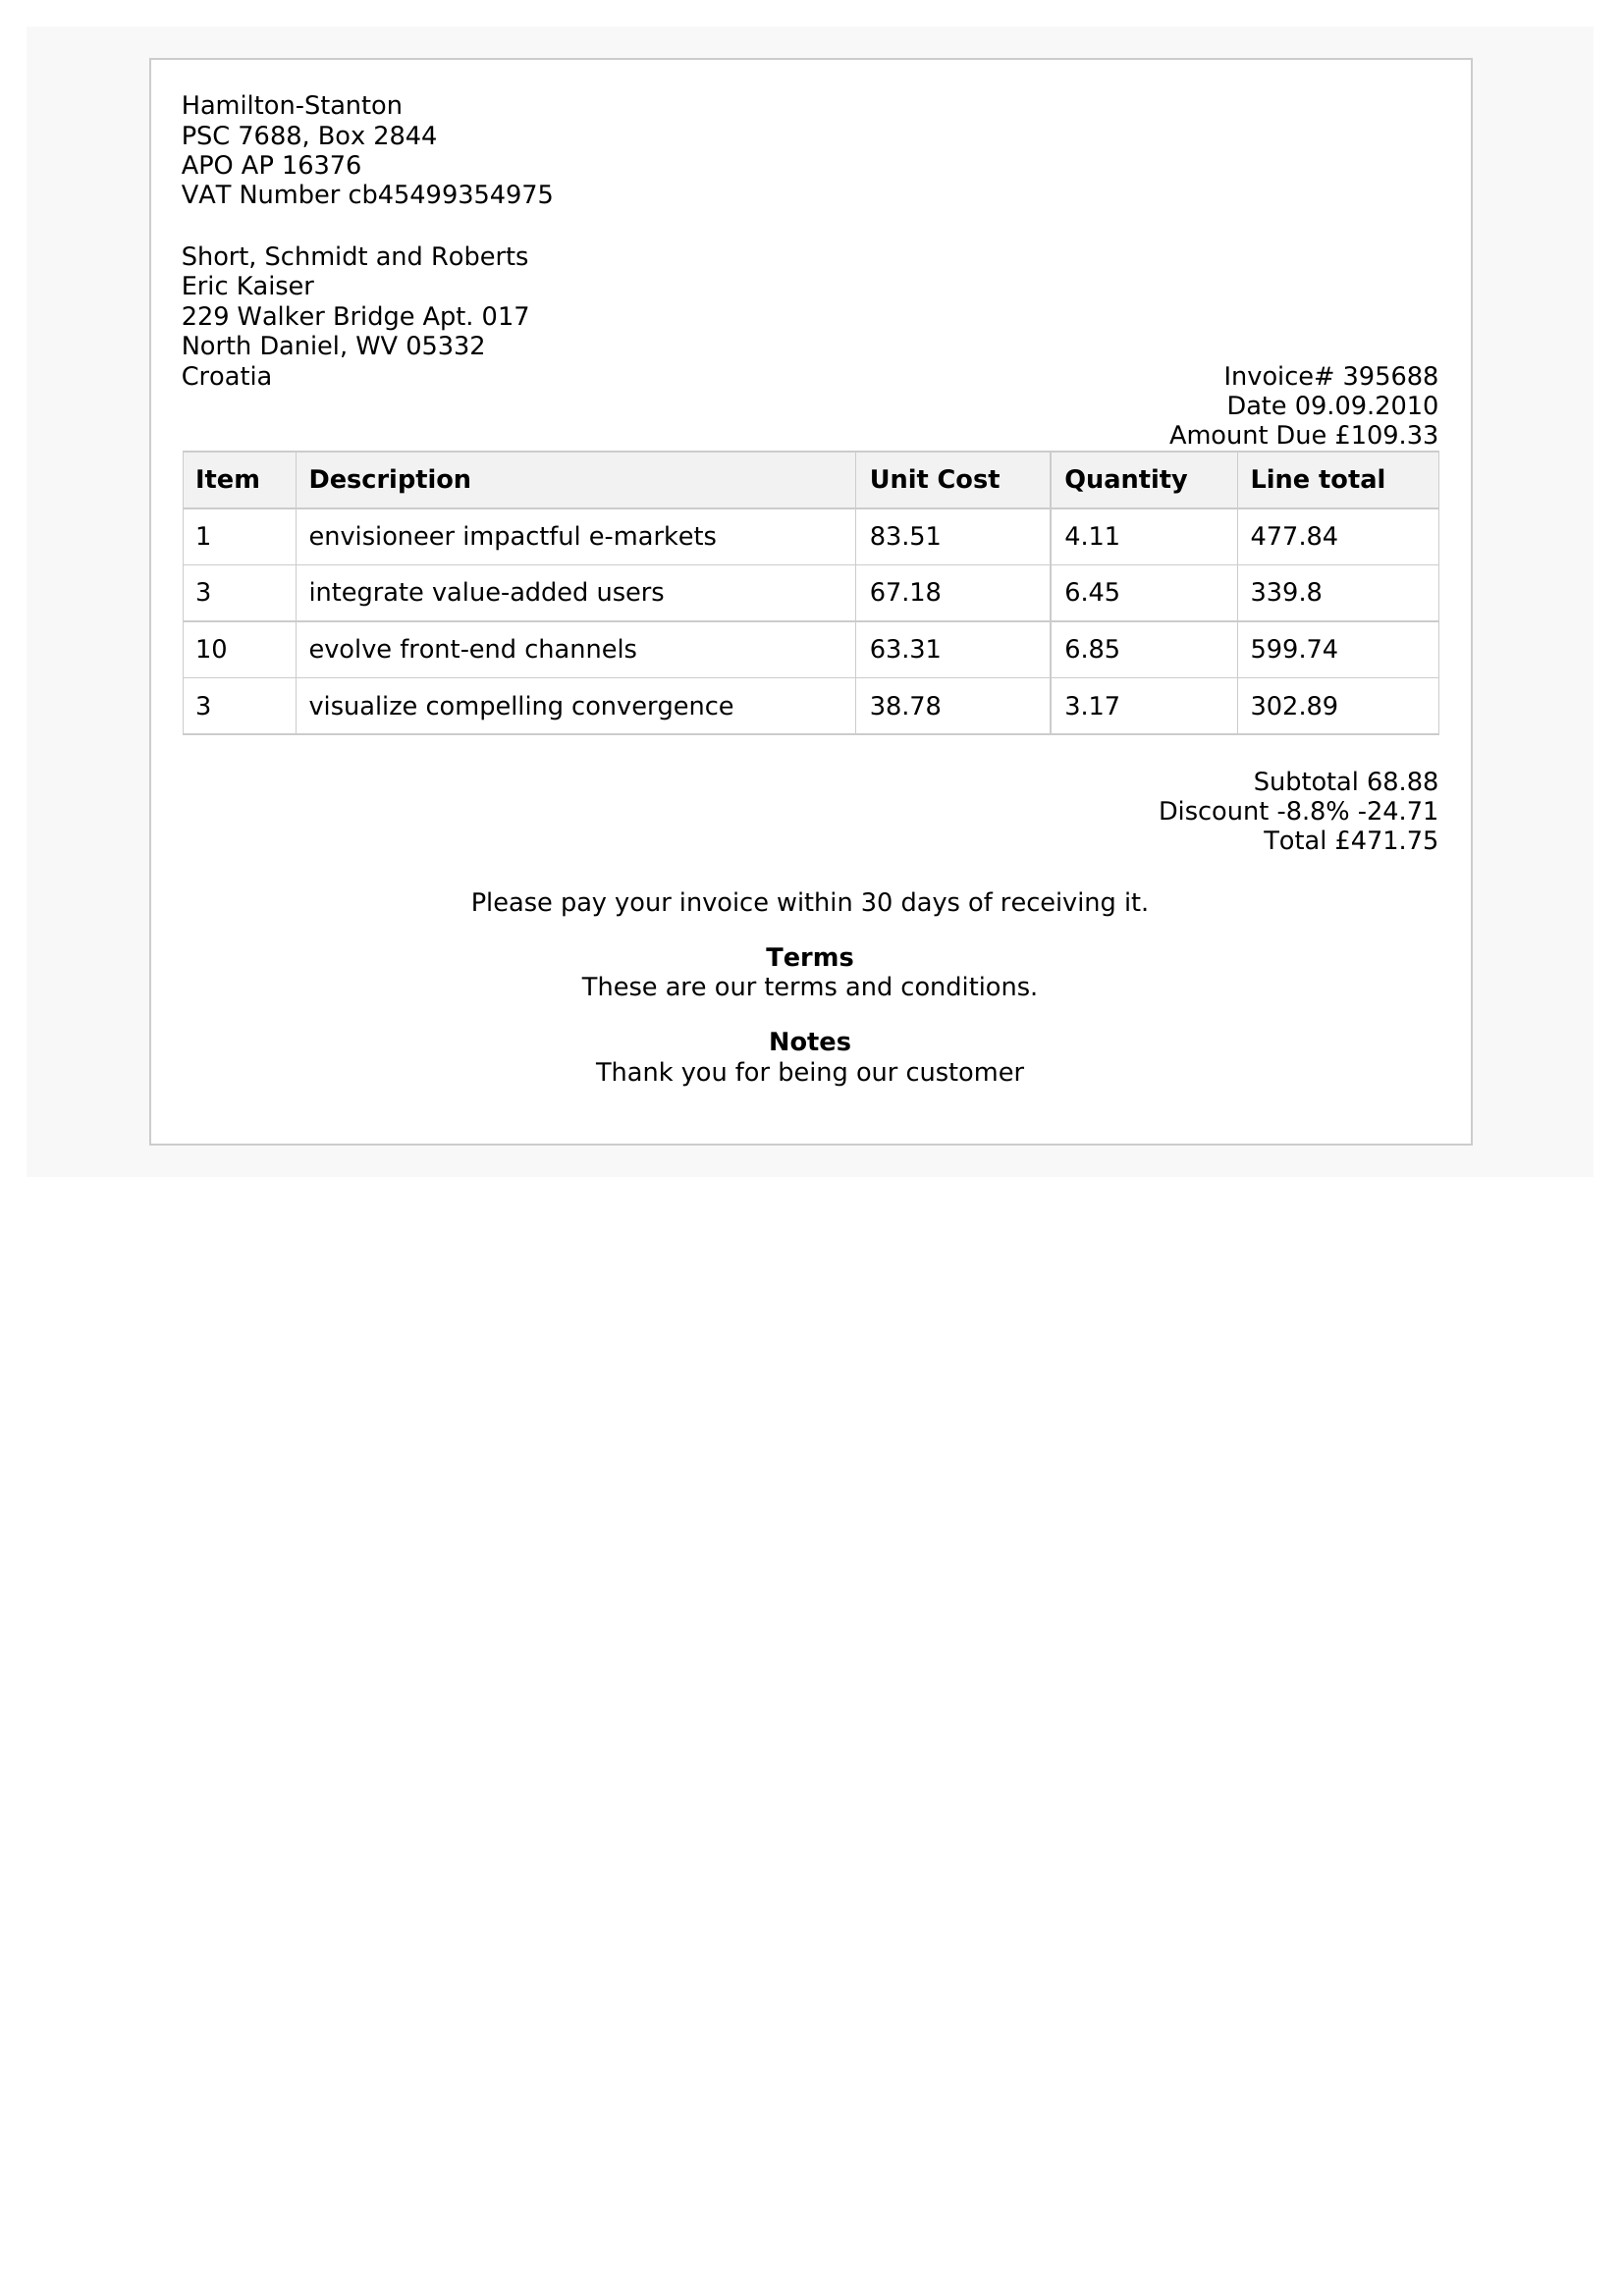 Hamilton-Stanton
PSC 7688, Box 2844
APO AP 16376
VAT Number cb45499354975
Short, Schmidt and Roberts
Eric Kaiser
229 Walker Bridge Apt. 017
North Daniel, WV 05332
Croatia
Invoice# 395688
Date 09.09.2010
Amount Due £109.33
Item Description Unit Cost Quantity Line total
1 envisioneer impactful e-markets 83.51 4.11 477.84
3 integrate value-added users 67.18 6.45 339.8
10 evolve front-end channels 63.31 6.85 599.74
3 visualize compelling convergence 38.78 3.17 302.89
Subtotal 68.88
Discount -8.8% -24.71
Total £471.75
Please pay your invoice within 30 days of receiving it.
Terms
These are our terms and conditions.
Notes
Thank you for being our customer